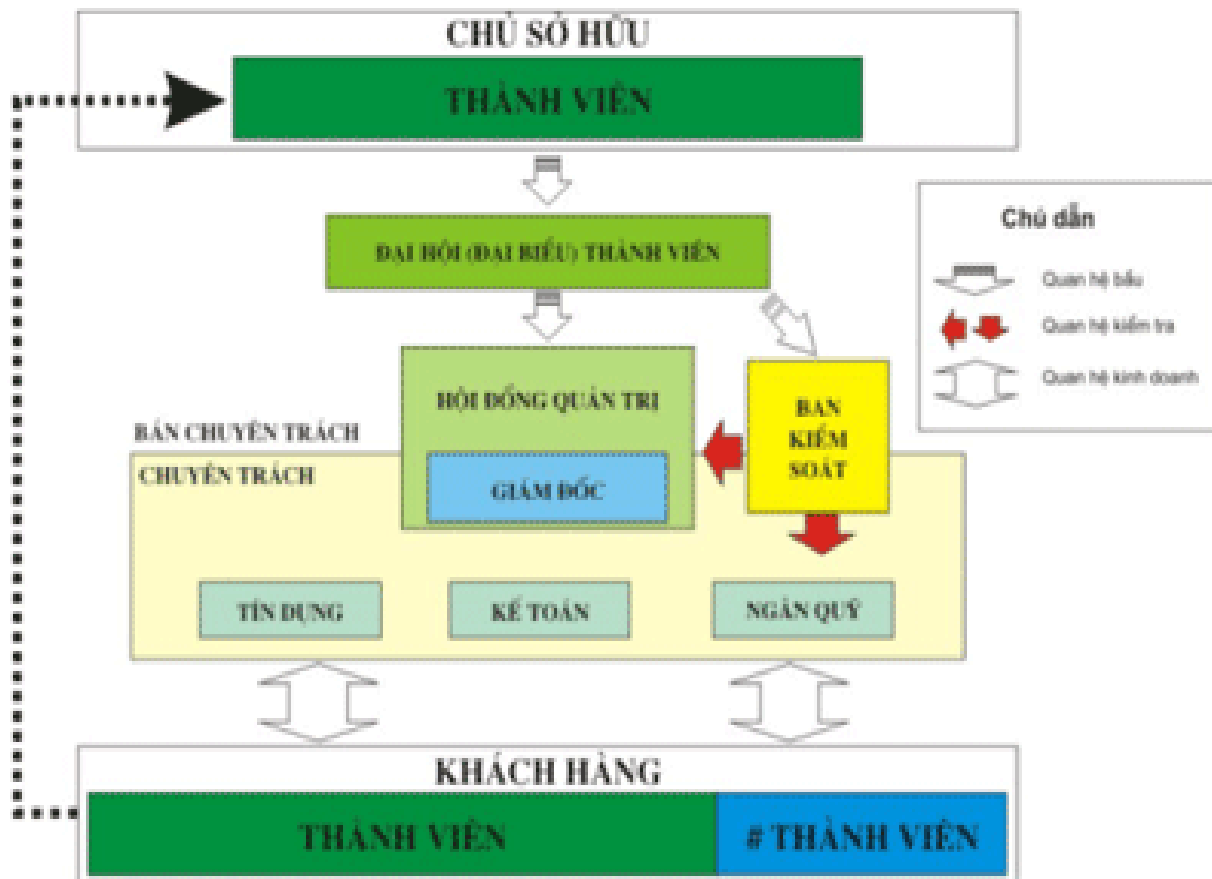 CHỦ SỞ HỮU
THÀNH VIÊN
ĐẠI HỘI (ĐẠI BIỂU) THÀNH VIÊN
Chú dẫn
Quan hệ bầu
Quan hệ kiểm tra
Quan hệ kinh doanh
HỘI ĐỒNG QUẢN TRỊ
BAN
KIỂM
SOÁT
BÁN CHUYÊN TRÁCH
CHUYÊN TRÁCH
GIÁM ĐỐC
TÍN DỤNG
KẾ TOÁN
NGÂN QUỸ
KHÁCH HÀNG
THÀNH VIÊN
# THÀNH VIÊN